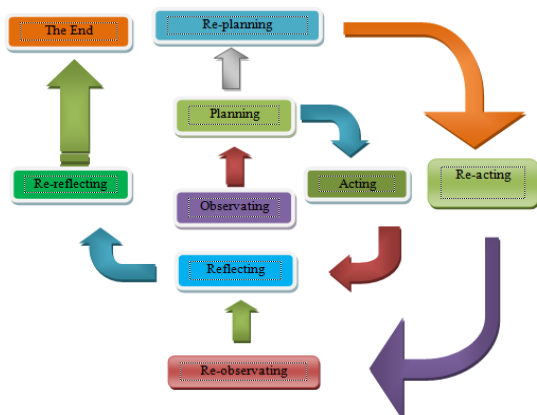 The End
Re-planning
Planning
Re-reflecting
Acting
Re-acting
Observating
Reflecting
Re-observating